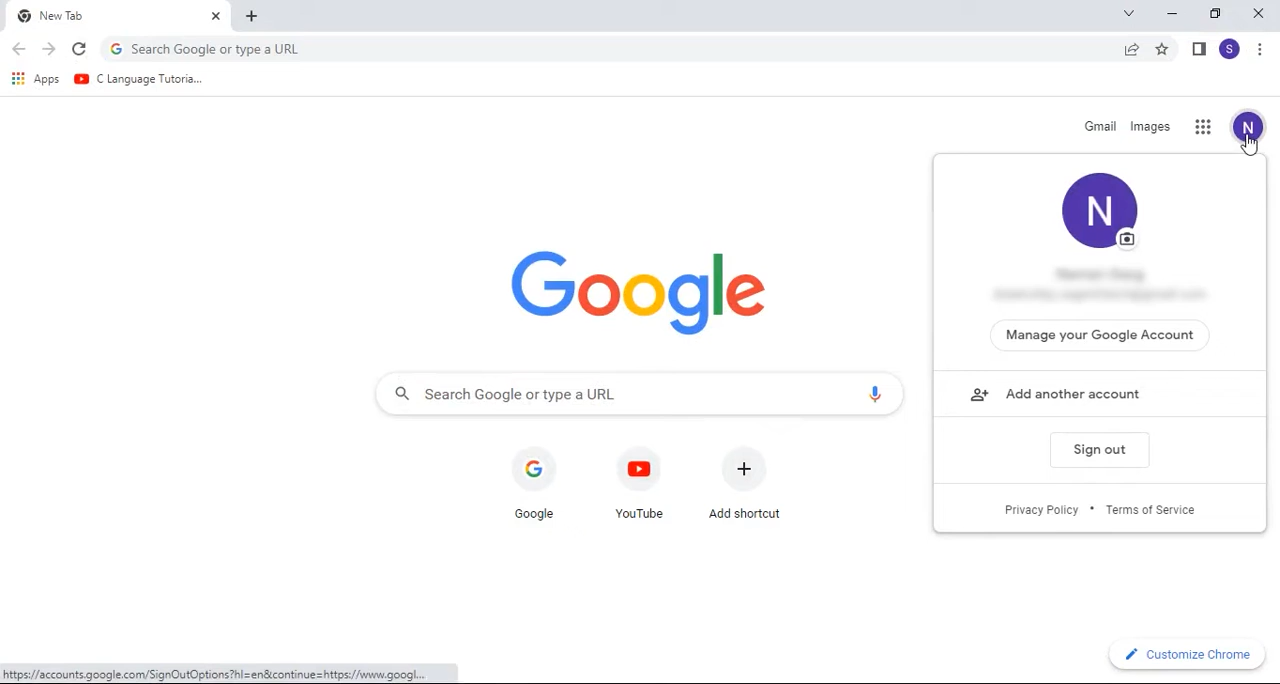 New Tab
Search Google or type a URL
S
Apps
C Language Tutoria...
Gmail
Images
N
N
Manage your Google Account
Google
Search Google or type a URL
Add another account
Sign out
Google
YouTube
Add shortcut
Privacy Policy • Terms of Service
Customize Chrome
https://accounts.google.com/SignOutOptions?hl=en&continue=https://www.googl...